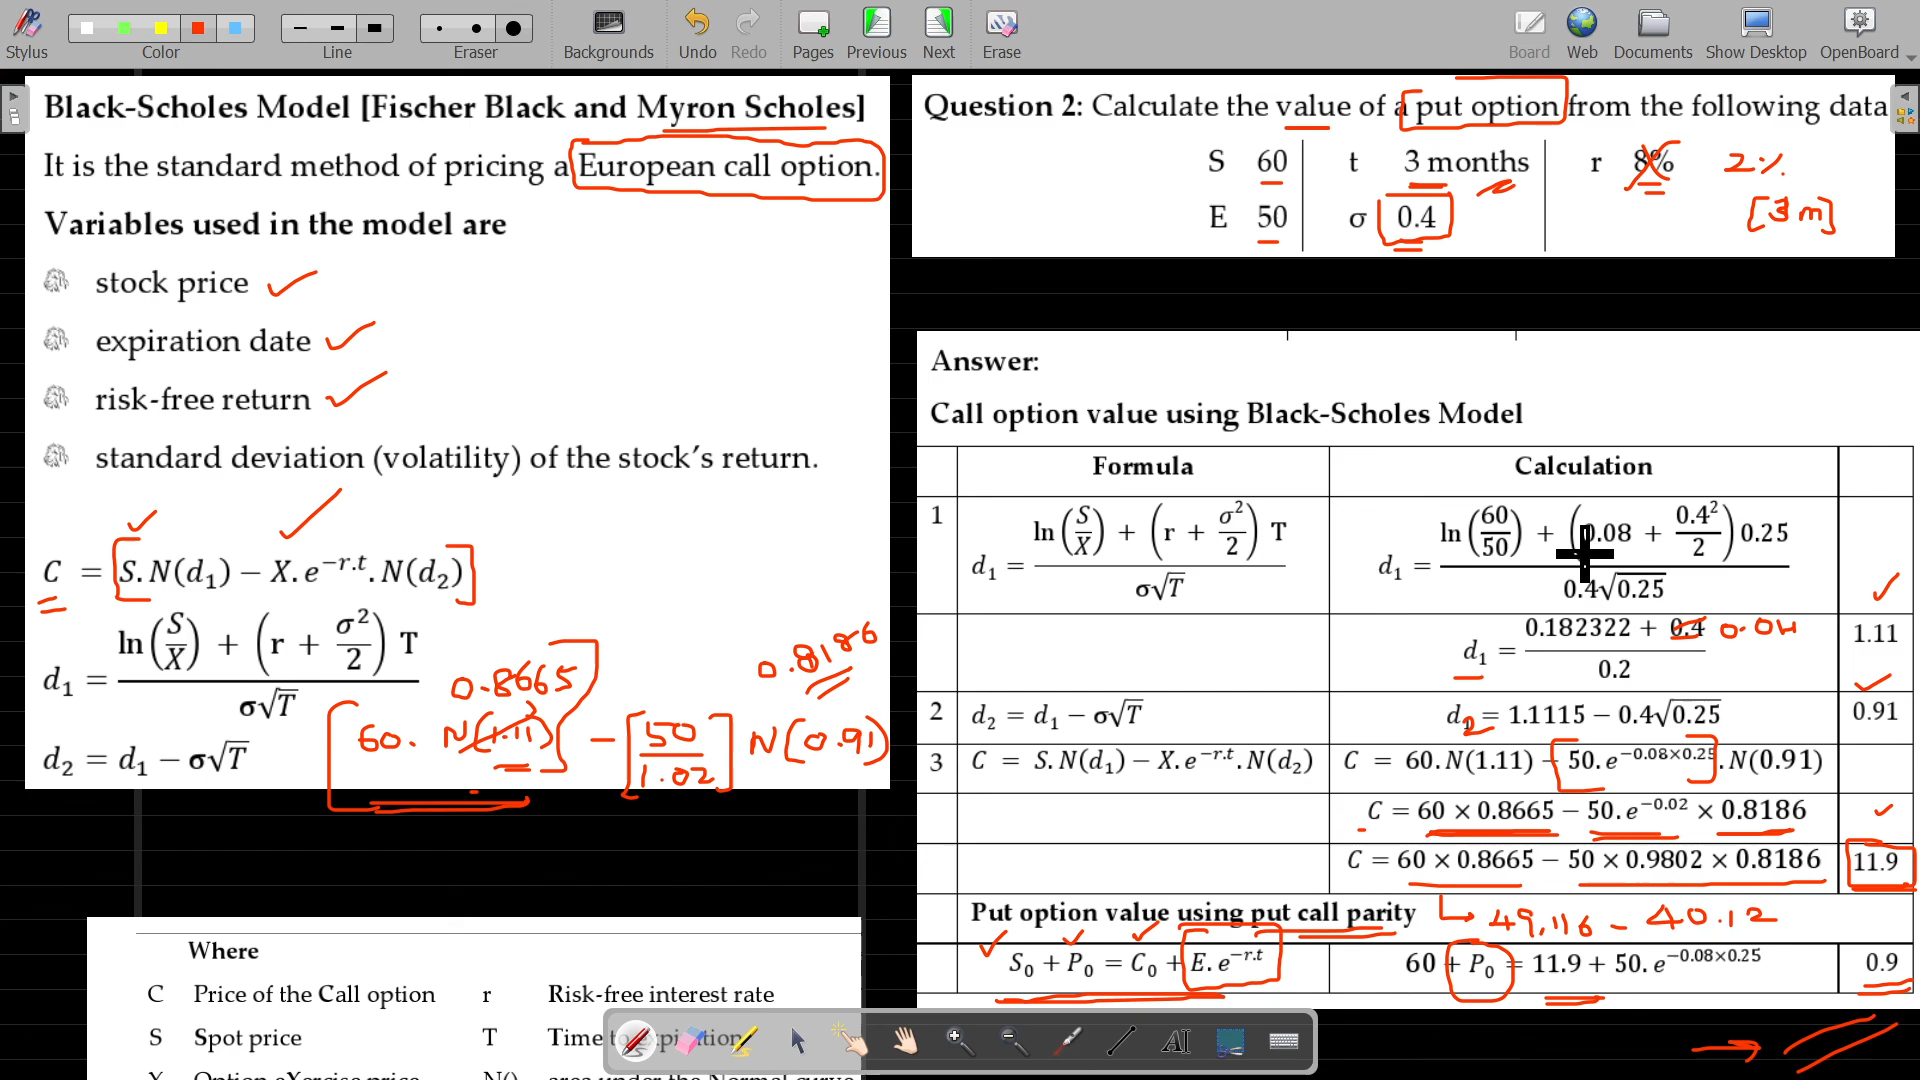 Stylus Color Line Eraser Backgrounds Undo Redo Pages Previous Next Erase Board Web Documents Show Desktop OpenBoard
Black-Scholes Model [Fischer Black and Myron Scholes]
It is the standard method of pricing a European call option.
Variables used in the model are
stock price
expiration date
risk-free return
standard deviation (volatility) of the stock's return.
C = S.N(d₁) − X.e^(−r.t).N(d₂)
d₁ = (ln(S/X) + (r + σ²/2) T) / (σ√T)
d₂ = d₁ − σ√T
0.8665
0.8186
60. N(1.11) − [50/1.02] N(0.91)
Where
C Price of the Call option r Risk-free interest rate
S Spot price T Time to expiration
X Option eXercise price N() area under the Normal curve
Question 2: Calculate the value of a put option from the following data
S 60 t 3 months r 8% 2%
E 50 σ 0.4 [3 m]
Answer:
Call option value using Black-Scholes Model
Formula Calculation
1 d₁ = (ln(S/X) + (r + σ²/2) T) / (σ√T) d₁ = (ln(60/50) + (0.08 + 0.4²/2) 0.25) / (0.4√0.25)
d₁ = (0.182322 + 0.4) / 0.2 0.04 1.11
2 d₂ = d₁ − σ√T d₂ = 1.1115 − 0.4√0.25 0.91
3 C = S.N(d₁) − X.e^(−r.t).N(d₂) C = 60.N(1.11) − 50.e^(−0.08×0.25).N(0.91)
C = 60 × 0.8665 − 50.e^(−0.02) × 0.8186
C = 60 × 0.8665 − 50 × 0.9802 × 0.8186 11.9
Put option value using put call parity 49,116 − 40.12
S₀ + P₀ = C₀ + E.e^(−r.t) 60 + P₀ = 11.9 + 50.e^(−0.08×0.25) 0.9